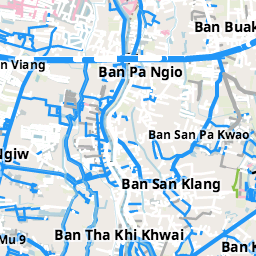 Ban Buak
n Viang
Ban Pa Ngio
Ban San Pa Kwao
Ngiw
Ban San Klang
Ban Tha Khi Khwai
Mu 9
Ban K